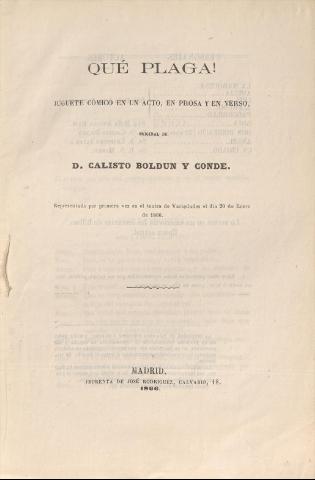 QUÉ PLAGA!
JUGUETE CÓMICO EN UN ACTO, EN PROSA Y EN VERSO,
ORIGINAL DE
D. CALISTO BOLDUN Y CONDE.
Representado por primera vez en el teatro de Variedades el dia 20 de Enero
de 1866.
MADRID.
IMPRENTA DE JOSÉ RODRIGUEZ, CALVARIO, 18.
1866.